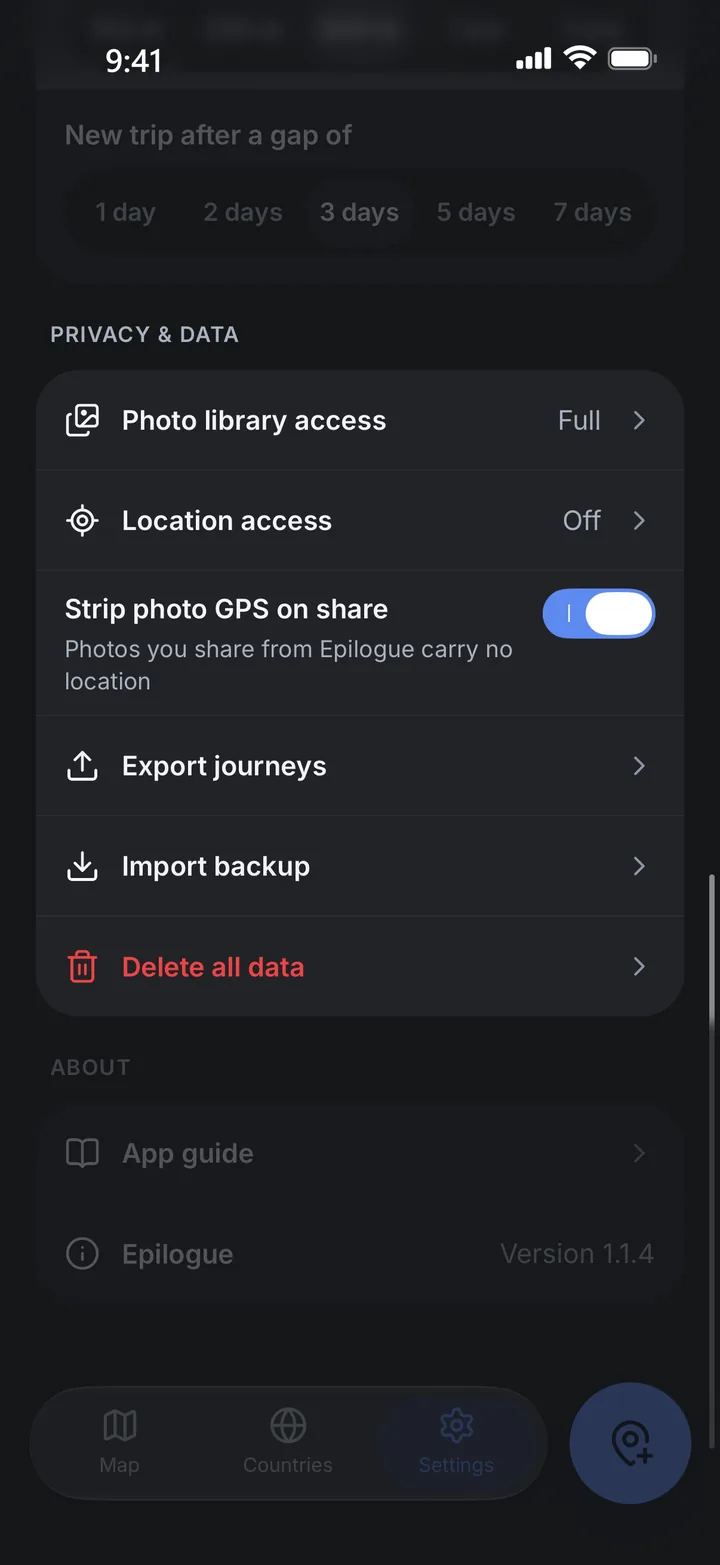 9:41
New trip after a gap of
1 day 2 days 3 days 5 days 7 days
PRIVACY & DATA
Photo library access Full
Location access Off
Strip photo GPS on share
Photos you share from Epilogue carry no
location
Export journeys
Import backup
Delete all data
ABOUT
App guide
Epilogue Version 1.1.4
Map Countries Settings